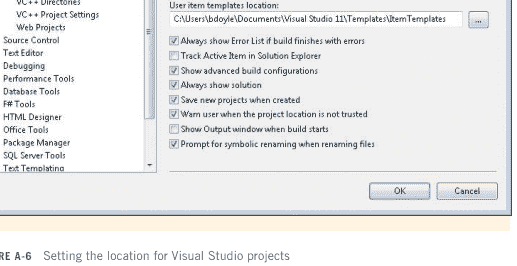 VC++ Directories
VC++ Project Settings
Web Projects
Source Control
Text Editor
Debugging
Performance Tools
Database Tools
F# Tools
HTML Designer
Office Tools
Package Manager
SQL Server Tools
Text Templating
User item templates location:
C:\Users\bdoyle\Documents\Visual Studio 11\Templates\ItemTemplates
...
Always show Error List if build finishes with errors
Track Active Item in Solution Explorer
Show advanced build configurations
Always show solution
Save new projects when created
Warn user when the project location is not trusted
Show Output window when build starts
Prompt for symbolic renaming when renaming files
OK
Cancel
RE A-6 Setting the location for Visual Studio projects